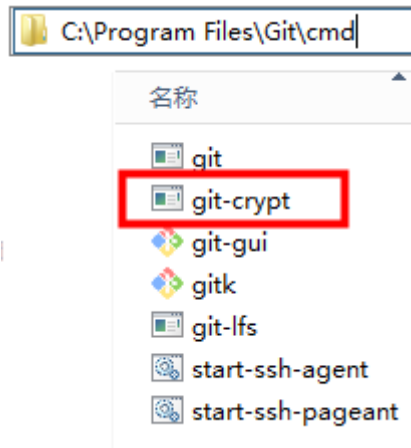 C:\Program Files\Git\cmd
名称
git
git-crypt
git-gui
gitk
git-lfs
start-ssh-agent
start-ssh-pageant